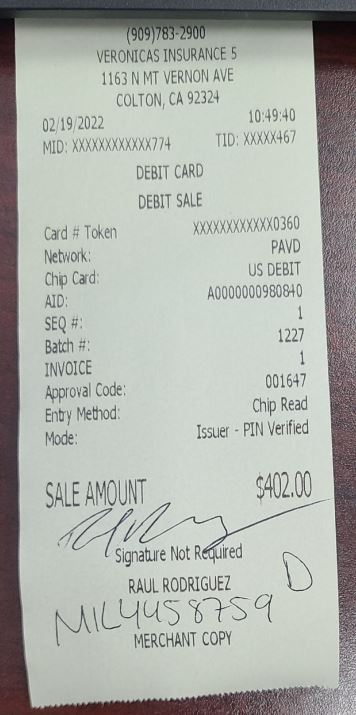 (909)783-2900
VERONICAS INSURANCE 5
1163 N MT VERNON AVE
COLTON, CA 92324
02/19/2022 10:49:40
MID: XXXXXXXXXXXX774 TID: XXXXX467
DEBIT CARD
DEBIT SALE
Card # Token XXXXXXXXXXXX0360
Network: PAVD
Chip Card: US DEBIT
AID: A0000000980840
SEQ #: 1
Batch #: 1227
INVOICE 1
Approval Code: 001647
Entry Method: Chip Read
Mode: Issuer - PIN Verified
SALE AMOUNT $402.00
Signature Not Required
RAUL RODRIGUEZ D
MIL4458759
MERCHANT COPY